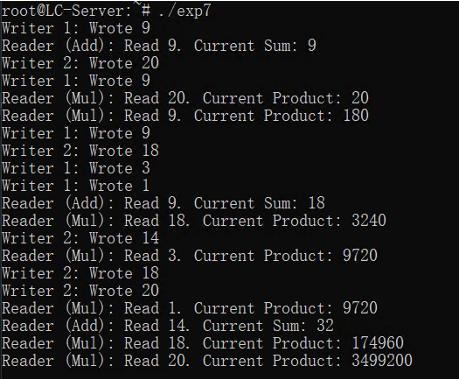 root@LC-Server:~# ./exp7
Writer 1: Wrote 9
Reader (Add): Read 9. Current Sum: 9
Writer 2: Wrote 20
Writer 1: Wrote 9
Reader (Mul): Read 20. Current Product: 20
Reader (Mul): Read 9. Current Product: 180
Writer 1: Wrote 9
Writer 2: Wrote 18
Writer 1: Wrote 3
Writer 1: Wrote 1
Reader (Add): Read 9. Current Sum: 18
Reader (Mul): Read 18. Current Product: 3240
Writer 2: Wrote 14
Reader (Mul): Read 3. Current Product: 9720
Writer 2: Wrote 18
Writer 2: Wrote 20
Reader (Mul): Read 1. Current Product: 9720
Reader (Add): Read 14. Current Sum: 32
Reader (Mul): Read 18. Current Product: 174960
Reader (Mul): Read 20. Current Product: 3499200